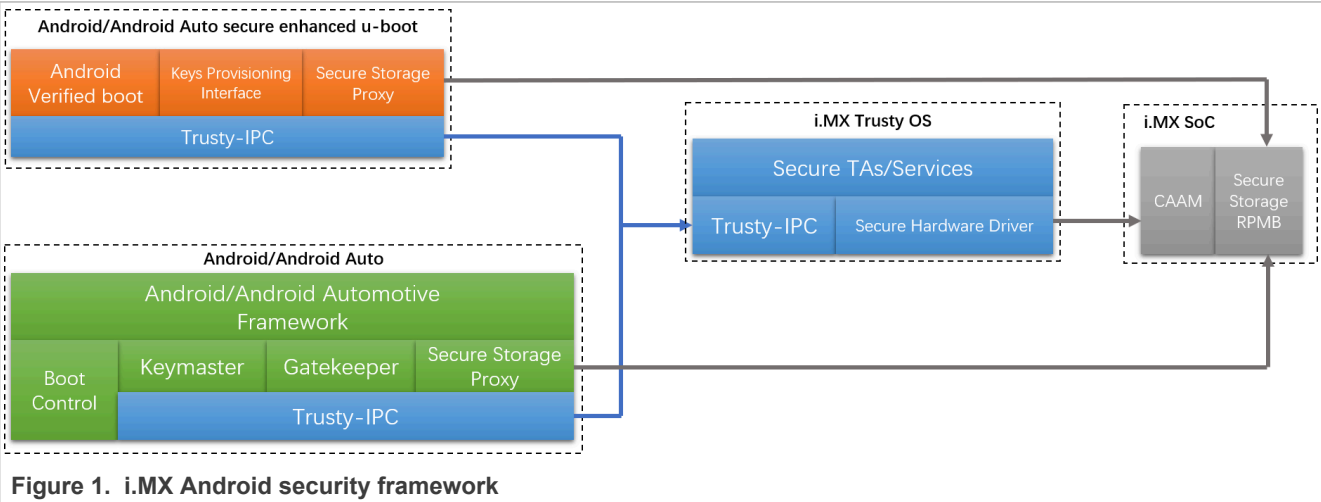 Android/Android Auto secure enhanced u-boot
Android
Verified boot
Keys Provisioning
Interface
Secure Storage
Proxy
Trusty-IPC
i.MX Trusty OS
Secure TAs/Services
Trusty-IPC
Secure Hardware Driver
i.MX SoC
CAAM
Secure
Storage
RPMB
Android/Android Auto
Android/Android Automotive
Framework
Boot
Control
Keymaster
Gatekeeper
Secure Storage
Proxy
Trusty-IPC
Figure 1. i.MX Android security framework